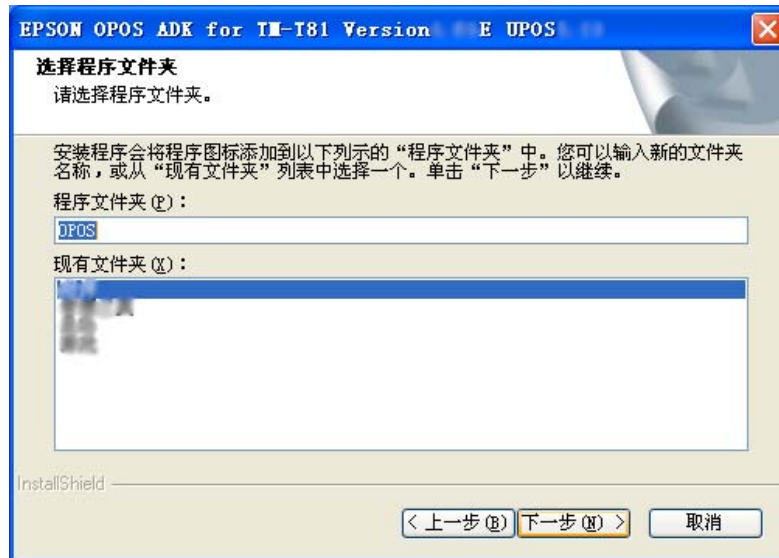 EPSON OPOS ADK for TM-T81 Version E UPOS
选择程序文件夹
请选择程序文件夹。
安装程序会将程序图标添加到以下列示的“程序文件夹”中。您可以输入新的文件夹
名称，或从“现有文件夹”列表中选择一个。单击“下一步”以继续。
程序文件夹(P)：
OPOS
现有文件夹(X)：
InstallShield
< 上一步(B) 下一步(N) > 取消